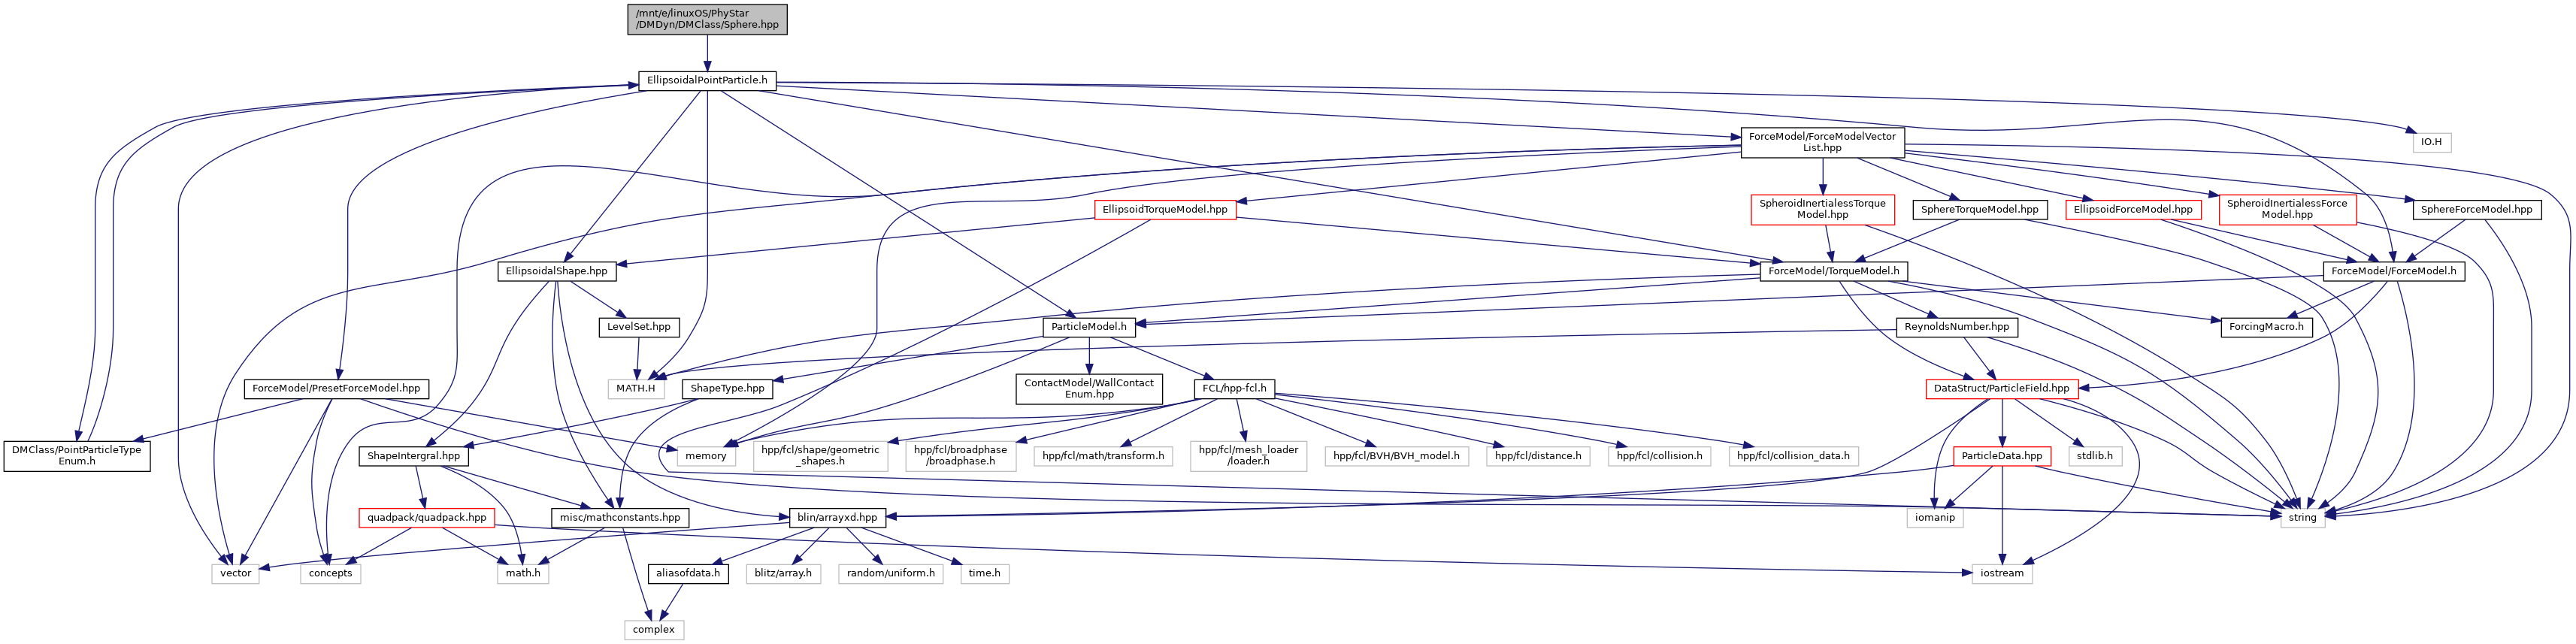 /mnt/e/linuxOS/PhyStar
/DMDyn/DMClass/Sphere.hpp
EllipsoidalPointParticle.h
ForceModel/ForceModelVector
List.hpp
IO.H
EllipsoidTorqueModel.hpp
SpheroidInertialessTorque
Model.hpp
SphereTorqueModel.hpp
EllipsoidForceModel.hpp
SpheroidInertialessForce
Model.hpp
SphereForceModel.hpp
EllipsoidalShape.hpp
ForceModel/TorqueModel.h
ForceModel/ForceModel.h
LevelSet.hpp
ParticleModel.h
ReynoldsNumber.hpp
ForcingMacro.h
ForceModel/PresetForceModel.hpp
MATH.H
ShapeType.hpp
ContactModel/WallContact
Enum.hpp
FCL/hpp-fcl.h
DataStruct/ParticleField.hpp
DMClass/PointParticleType
Enum.h
ShapeIntergral.hpp
memory
hpp/fcl/shape/geometric
_shapes.h
hpp/fcl/broadphase
/broadphase.h
hpp/fcl/math/transform.h
hpp/fcl/mesh_loader
/loader.h
hpp/fcl/BVH/BVH_model.h
hpp/fcl/distance.h
hpp/fcl/collision.h
hpp/fcl/collision_data.h
ParticleData.hpp
stdlib.h
quadpack/quadpack.hpp
misc/mathconstants.hpp
blin/arrayxd.hpp
iomanip
string
vector
concepts
math.h
aliasofdata.h
blitz/array.h
random/uniform.h
time.h
iostream
complex